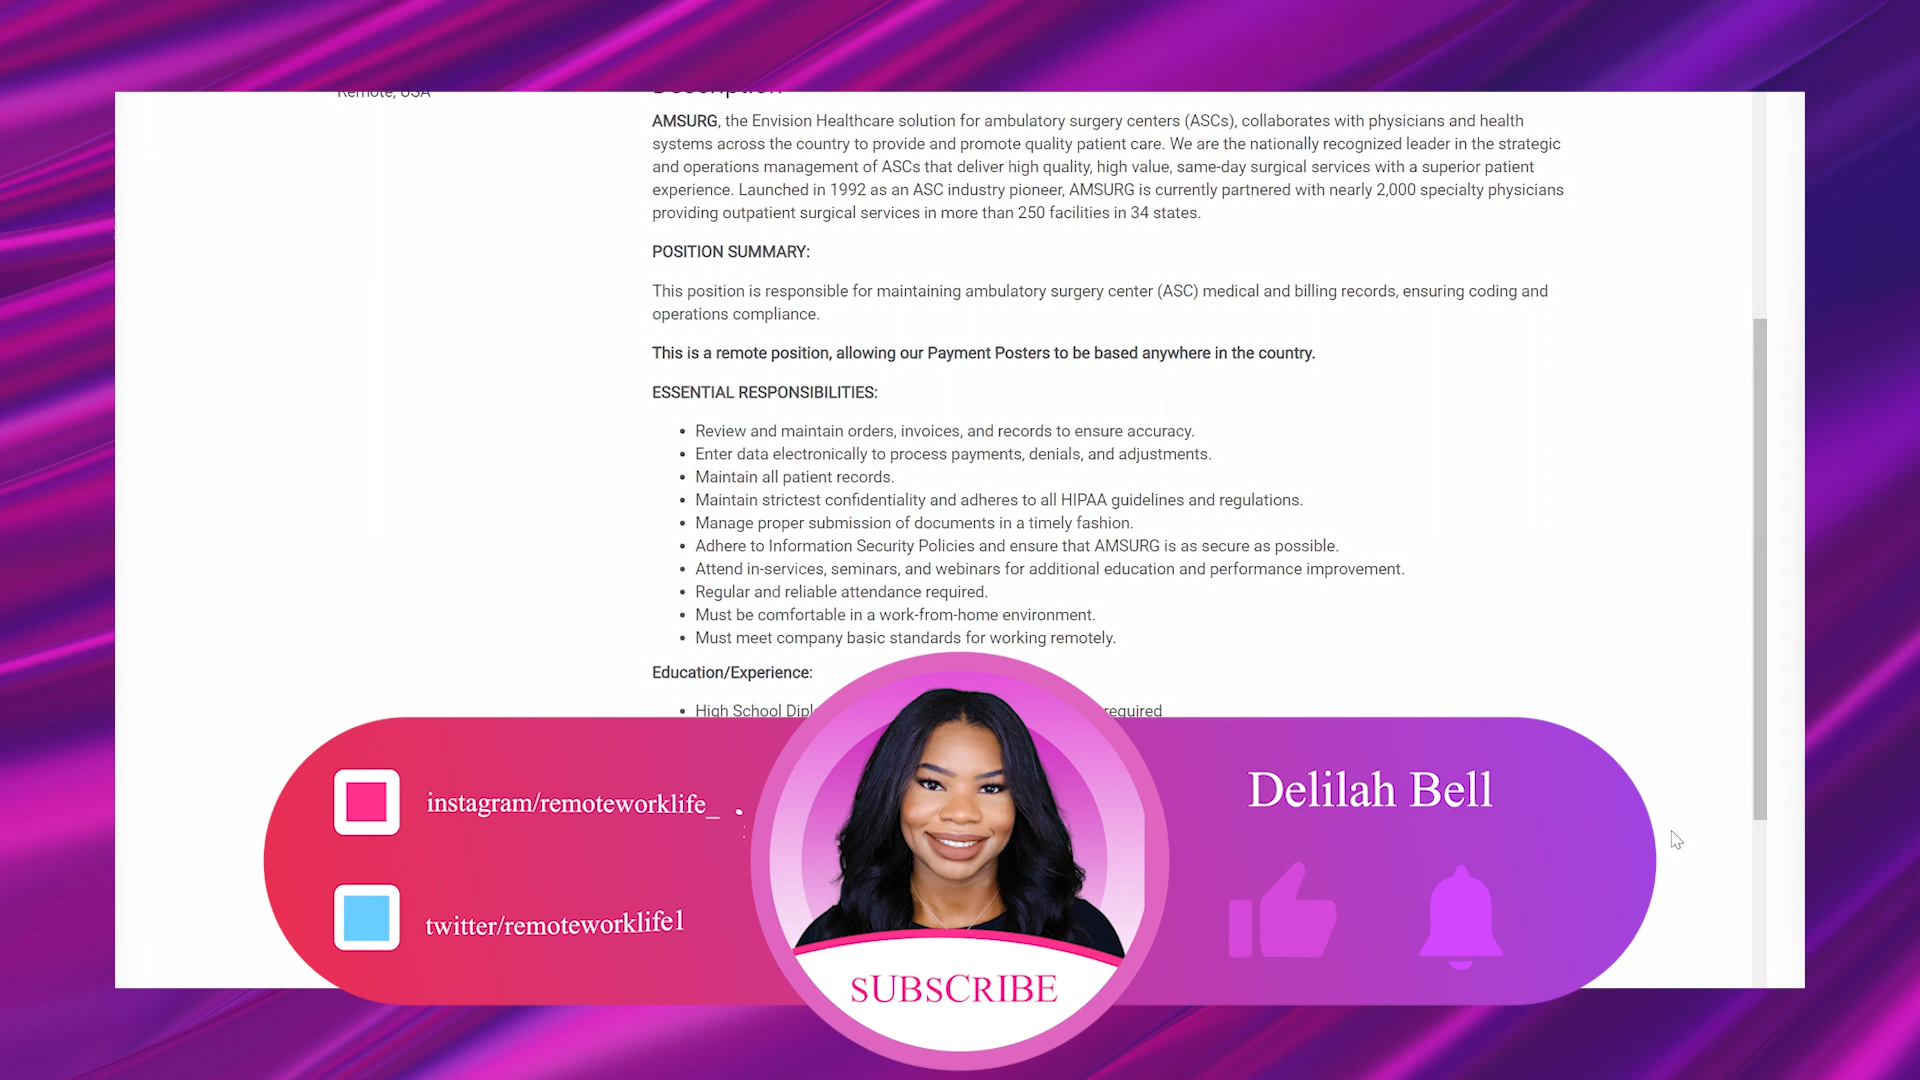 Remote, USA
Description
AMSURG, the Envision Healthcare solution for ambulatory surgery centers (ASCs), collaborates with physicians and health
systems across the country to provide and promote quality patient care. We are the nationally recognized leader in the strategic
and operations management of ASCs that deliver high quality, high value, same-day surgical services with a superior patient
experience. Launched in 1992 as an ASC industry pioneer, AMSURG is currently partnered with nearly 2,000 specialty physicians
providing outpatient surgical services in more than 250 facilities in 34 states.
POSITION SUMMARY:
This position is responsible for maintaining ambulatory surgery center (ASC) medical and billing records, ensuring coding and
operations compliance.
This is a remote position, allowing our Payment Posters to be based anywhere in the country.
ESSENTIAL RESPONSIBILITIES:
• Review and maintain orders, invoices, and records to ensure accuracy.
• Enter data electronically to process payments, denials, and adjustments.
• Maintain all patient records.
• Maintain strictest confidentiality and adheres to all HIPAA guidelines and regulations.
• Manage proper submission of documents in a timely fashion.
• Adhere to Information Security Policies and ensure that AMSURG is as secure as possible.
• Attend in-services, seminars, and webinars for additional education and performance improvement.
• Regular and reliable attendance required.
• Must be comfortable in a work-from-home environment.
• Must meet company basic standards for working remotely.
Education/Experience:
• High School Dipl required
instagram/remoteworklife_
twitter/remoteworklife1
Delilah Bell
SUBSCRIBE